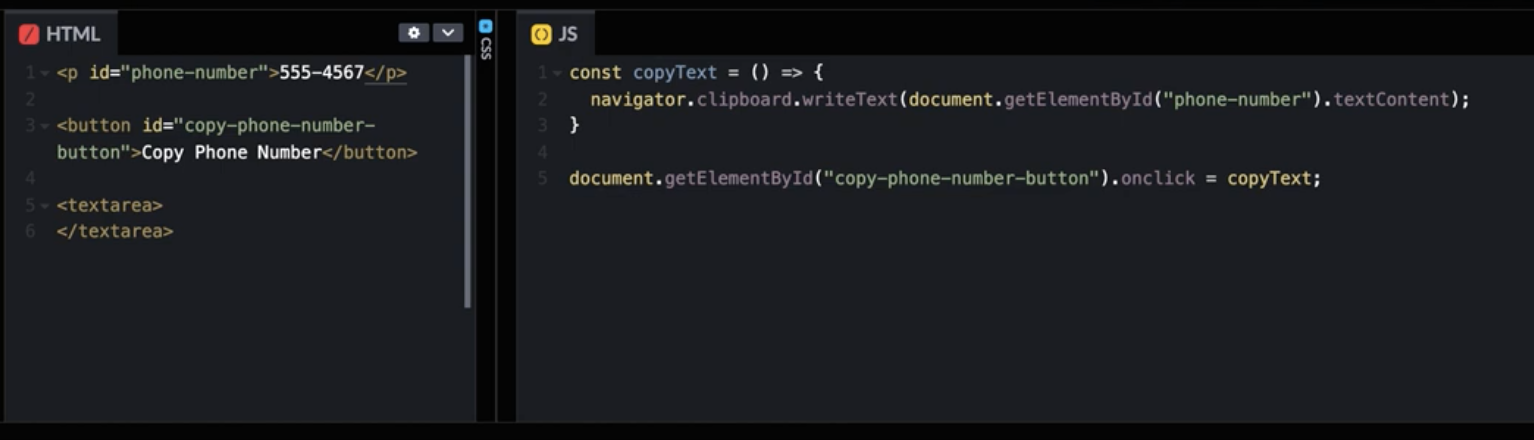 HTML
1 <p id="phone-number">555-4567</p>
2
3 <button id="copy-phone-number-
button">Copy Phone Number</button>
4
5 <textarea>
6 </textarea>
CSS
JS
1 const copyText = () => {
2 navigator.clipboard.writeText(document.getElementById("phone-number").textContent);
3 }
4
5 document.getElementById("copy-phone-number-button").onclick = copyText;